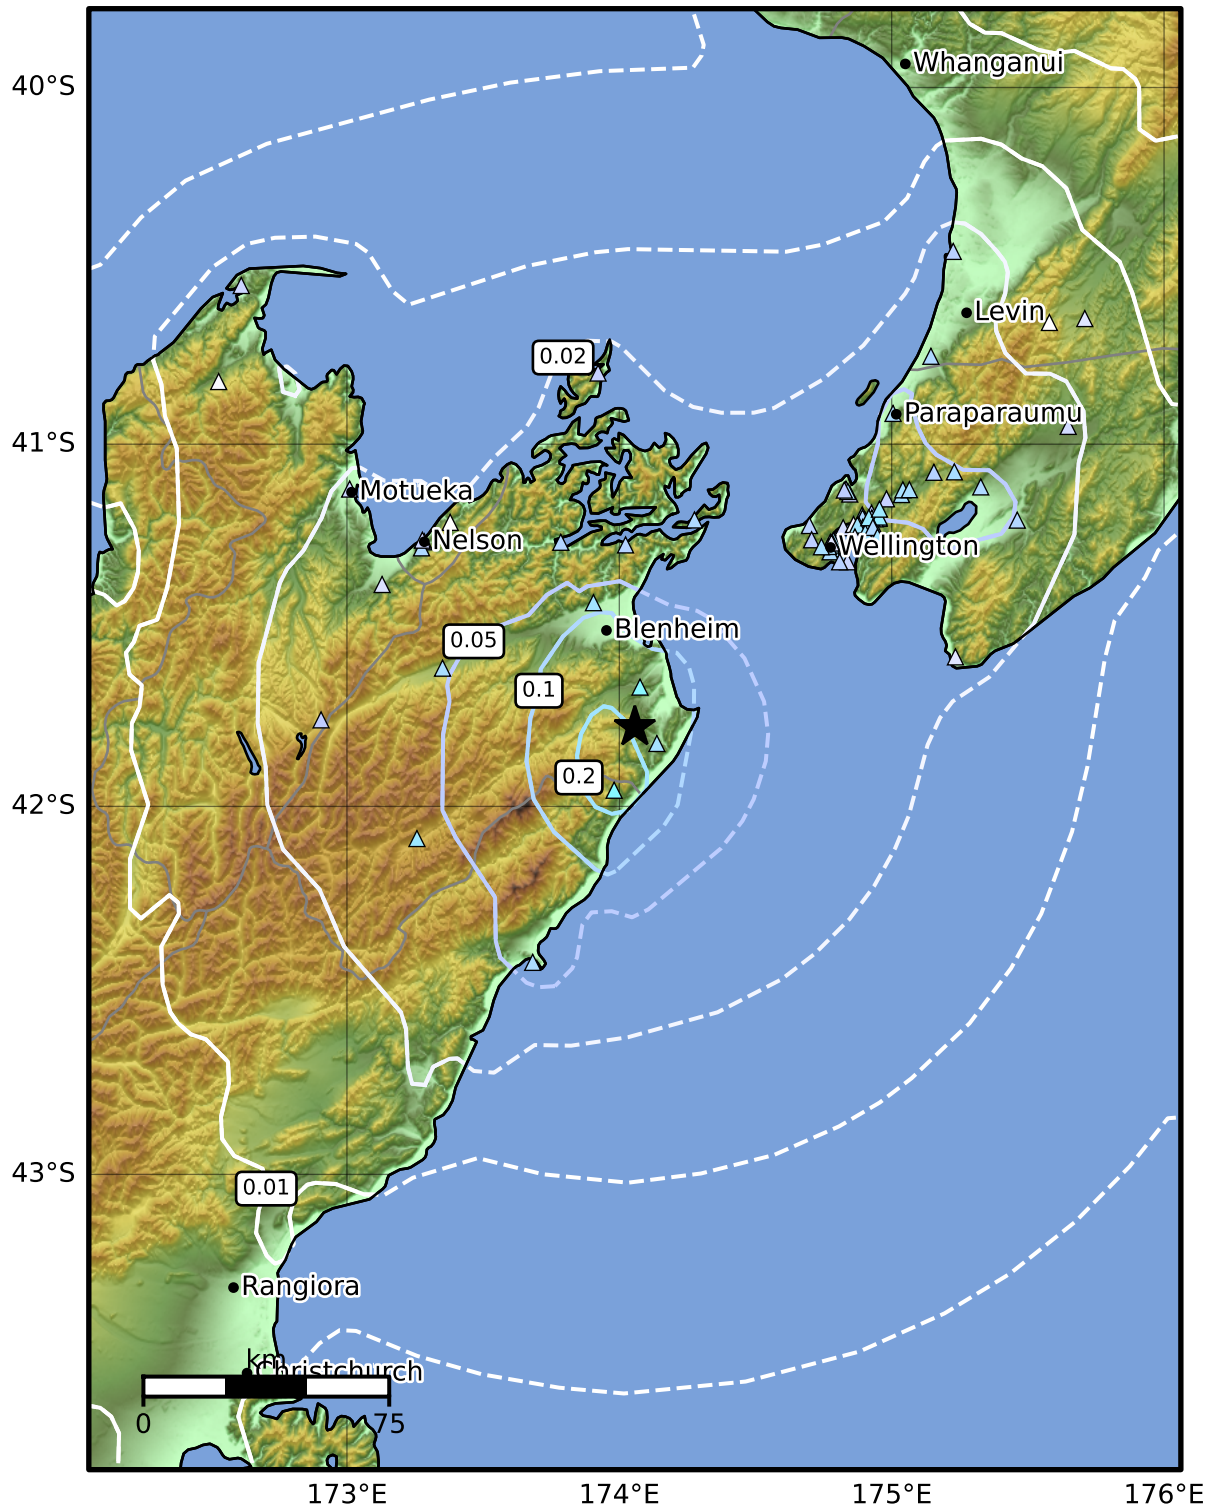 40°S
Whanganui
Levin
0.02
Paraparaumu
41°S
Motueka
Nelson
Wellington
Blenheim
0.05
0.1
0.2
42°S
43°S
0.01
Rangiora
km
Christchurch
0
75
173°E
174°E
175°E
176°E